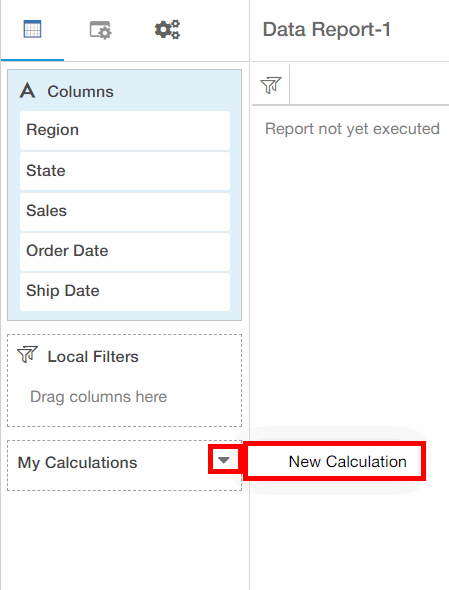 Data Report-1
Columns
Region
State
Sales
Order Date
Ship Date
Report not yet executed
Local Filters
Drag columns here
My Calculations
New Calculation